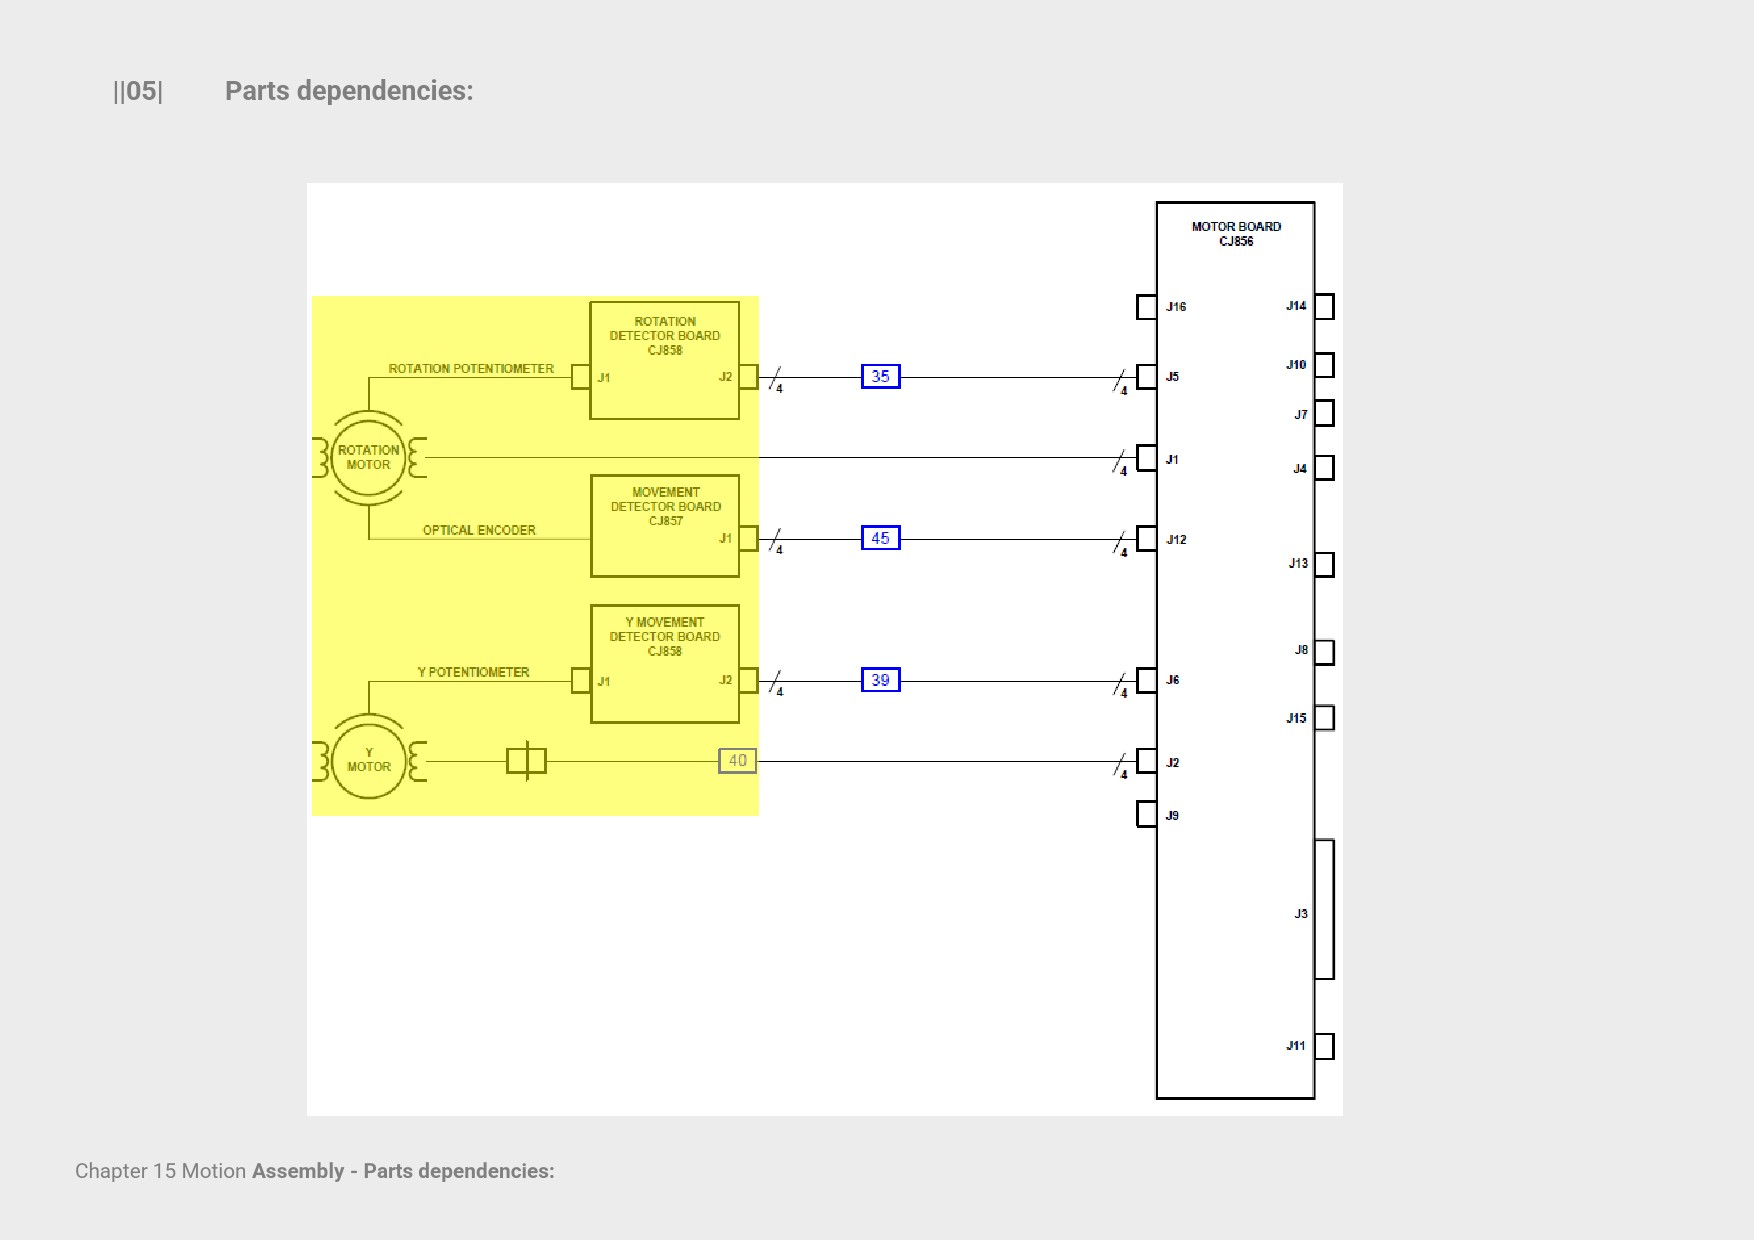 ||05| Parts dependencies:
MOTOR BOARD
CJ856
J16 J14
ROTATION
DETECTOR BOARD
CJ858
ROTATION POTENTIOMETER
J1 J2
4
35
4
J5
J10
J7
ROTATION
MOTOR
4
J1
J4
MOVEMENT
DETECTOR BOARD
CJ857
OPTICAL ENCODER
J1
4
45
4
J12
J13
Y MOVEMENT
DETECTOR BOARD
CJ858
J8
Y POTENTIOMETER
J1 J2
4
39
4
J6
J15
Y
MOTOR
40
4
J2
J9
J3
J11
Chapter 15 Motion Assembly - Parts dependencies: